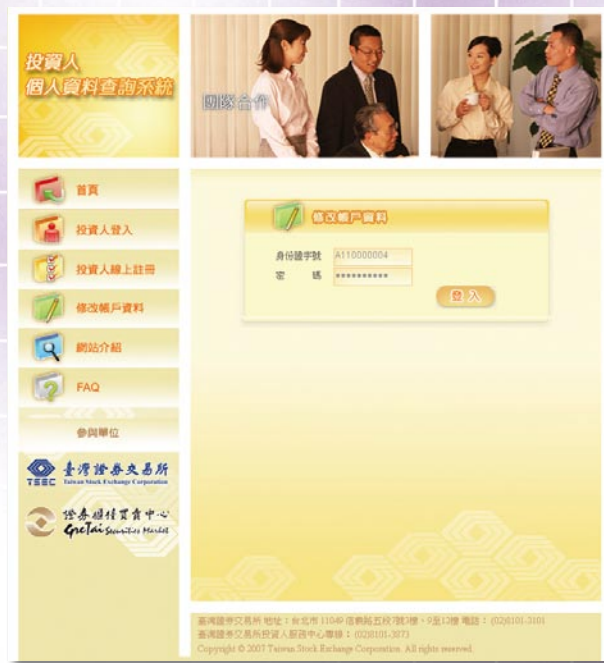 投資人
個人資料查詢系統
團隊合作
首頁
投資人登入
投資人線上註冊
修改帳戶資料
網站介紹
FAQ
參與單位
TSEC
臺灣證券交易所
Taiwan Stock Exchange Corporation
證券櫃檯買賣中心
GreTai Securities Market
修改帳戶資料
身份證字號 A110000004
密 碼 **********
登入
臺灣證券交易所 地址：台北市 11049 信義路五段7號3樓、9至12樓 電話： (02)8101-3101
臺灣證券交易所投資人服務中心專線： (02)8101-3873
Copyright © 2007 Taiwan Stock Exchange Corporation. All rights reserved.